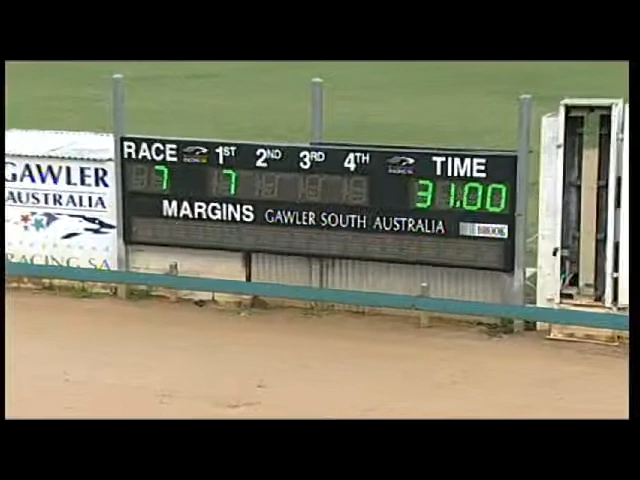 RACE 1ST 2ND 3RD 4TH TIME
7 7 31.00
MARGINS GAWLER SOUTH AUSTRALIA
GAWLER
AUSTRALIA
RACING SA